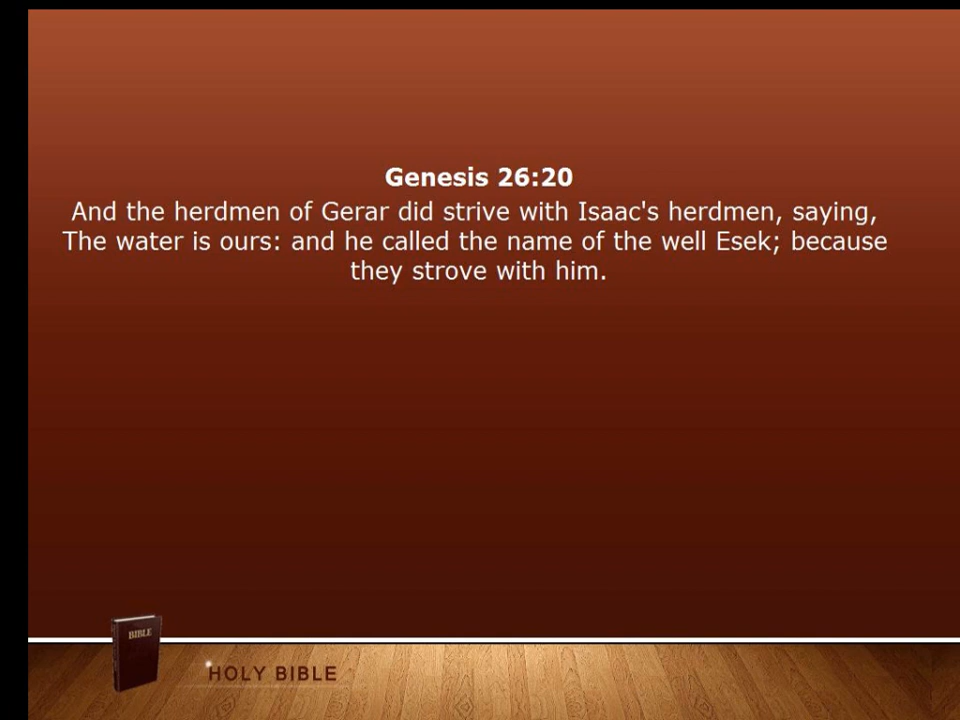 Genesis 26:20
And the herdmen of Gerar did strive with Isaac's herdmen, saying,
The water is ours: and he called the name of the well Esek; because
they strove with him.
BIBLE
HOLY BIBLE